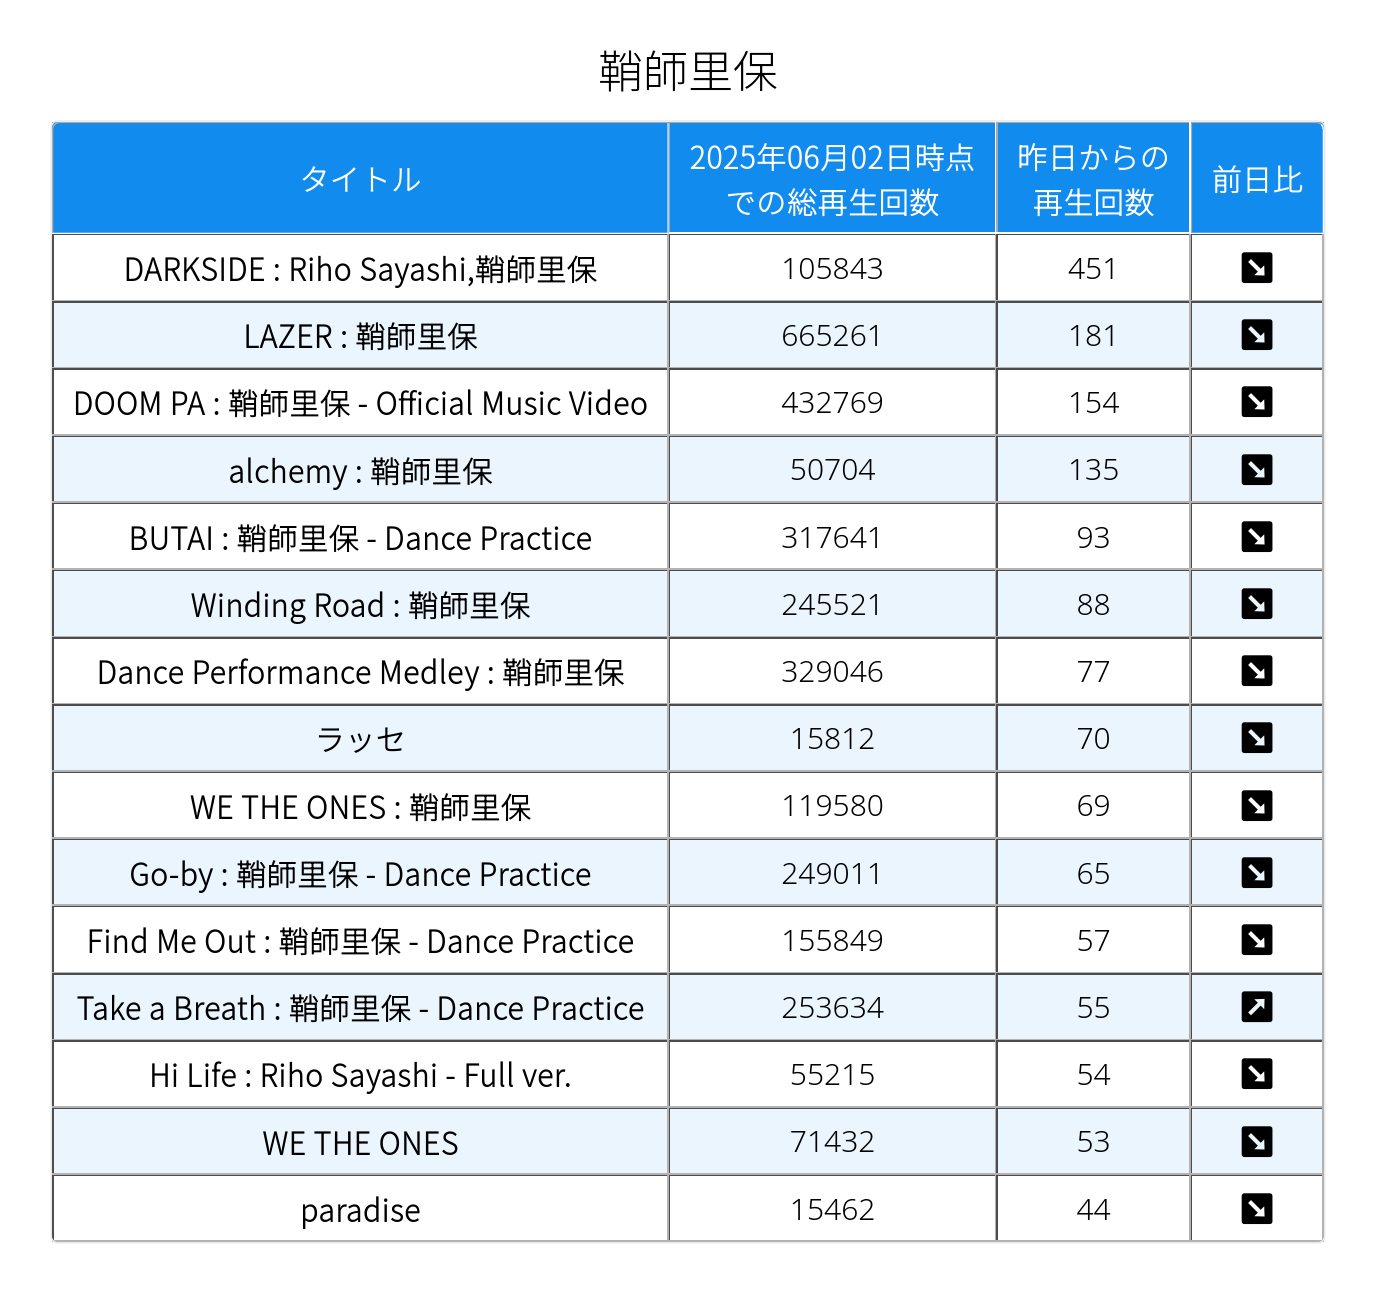 鞘師里保
タイトル 2025年06月02日時点での総再生回数 昨日からの再生回数 前日比
DARKSIDE : Riho Sayashi,鞘師里保 105843 451 ↘
LAZER : 鞘師里保 665261 181 ↘
DOOM PA : 鞘師里保 - Official Music Video 432769 154 ↘
alchemy : 鞘師里保 50704 135 ↘
BUTAI : 鞘師里保 - Dance Practice 317641 93 ↘
Winding Road : 鞘師里保 245521 88 ↘
Dance Performance Medley : 鞘師里保 329046 77 ↘
ラッセ 15812 70 ↘
WE THE ONES : 鞘師里保 119580 69 ↘
Go-by : 鞘師里保 - Dance Practice 249011 65 ↘
Find Me Out : 鞘師里保 - Dance Practice 155849 57 ↘
Take a Breath : 鞘師里保 - Dance Practice 253634 55 ↗
Hi Life : Riho Sayashi - Full ver. 55215 54 ↘
WE THE ONES 71432 53 ↘
paradise 15462 44 ↘